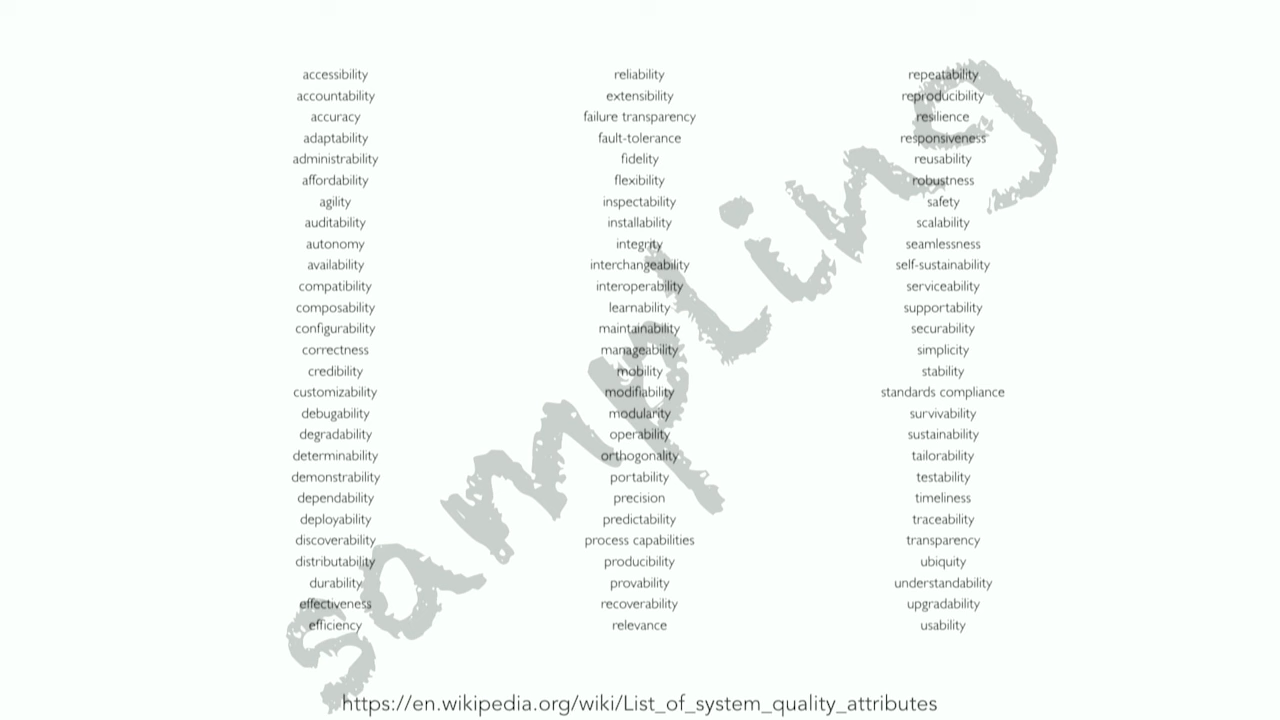 accessibility
accountability
accuracy
adaptability
administrability
affordability
agility
auditability
autonomy
availability
compatibility
composability
configurability
correctness
credibility
customizability
debugability
degradability
determinability
demonstrability
dependability
deployability
discoverability
distributability
durability
effectiveness
efficiency
reliability
extensibility
failure transparency
fault-tolerance
fidelity
flexibility
inspectability
installability
integrity
interchangeability
interoperability
learnability
maintainability
manageability
mobility
modifiability
modularity
operability
orthogonality
portability
precision
predictability
process capabilities
producibility
provability
recoverability
relevance
repeatability
reproducibility
resilience
responsiveness
reusability
robustness
safety
scalability
seamlessness
self-sustainability
serviceability
supportability
securability
simplicity
stability
standards compliance
survivability
sustainability
tailorability
testability
timeliness
traceability
transparency
ubiquity
understandability
upgradability
usability
sampling
https://en.wikipedia.org/wiki/List_of_system_quality_attributes